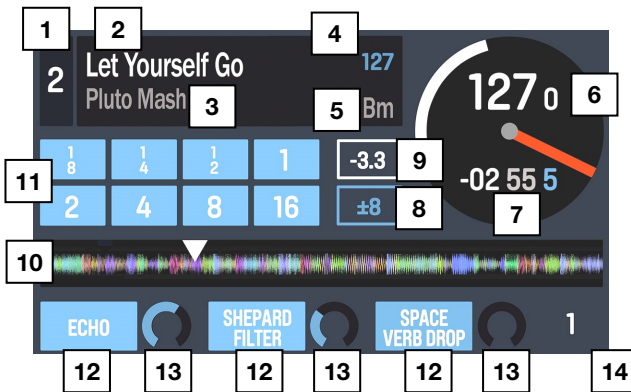 1 2 4
2 Let Yourself Go 127
Pluto Mash 3 5 Bm
127 0 6
-02 55 5
7
11 1/8 1/4 1/2 1 -3.3 9
2 4 8 16 ±8 8
10
ECHO SHEPARD FILTER SPACE VERB DROP 1
12 13 12 13 12 13 14